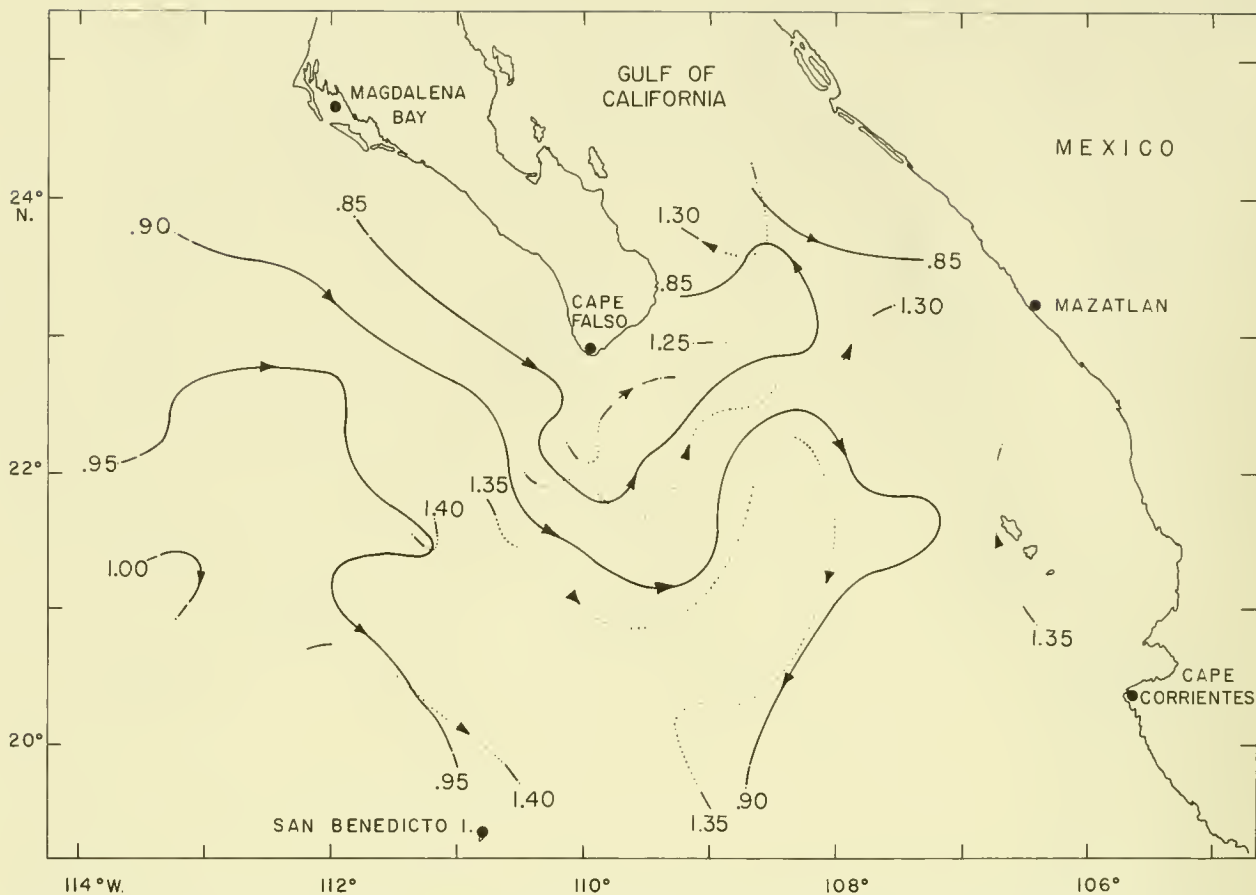 GULF OF
CALIFORNIA
MAGDALENA
BAY
MEXICO
24°
N.
.85
1.30
.90
.85
.85
CAPE
FALSO
1.30
MAZATLAN
1.25
.95
22°
1.35
1.40
1.00
1.35
CAPE
CORRIENTES
20°
.95
1.40
.90
1.35
SAN BENEDICTO I.
114° W.
112°
110°
108°
106°